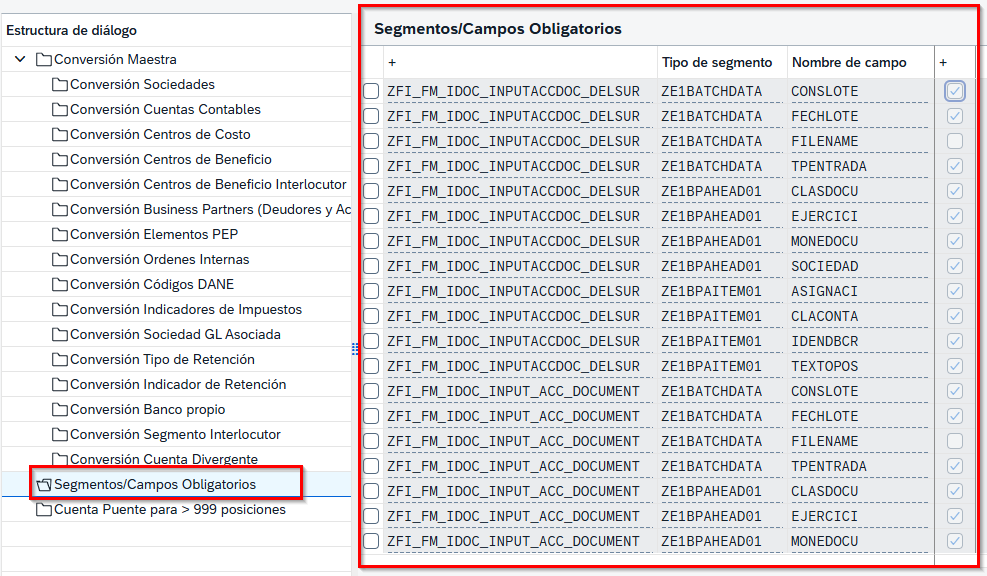 Estructura de diálogo
Conversión Maestra
Conversión Sociedades
Conversión Cuentas Contables
Conversión Centros de Costo
Conversión Centros de Beneficio
Conversión Centros de Beneficio Interlocutor
Conversión Business Partners (Deudores y Ac
Conversión Elementos PEP
Conversión Ordenes Internas
Conversión Códigos DANE
Conversión Indicadores de Impuestos
Conversión Sociedad GL Asociada
Conversión Tipo de Retención
Conversión Indicador de Retención
Conversión Banco propio
Conversión Segmento Interlocutor
Conversión Cuenta Divergente
Segmentos/Campos Obligatorios
Cuenta Puente para > 999 posiciones
Segmentos/Campos Obligatorios
+ Tipo de segmento Nombre de campo +
ZFI_FM_IDOC_INPUTACCDOC_DELSUR ZE1BATCHDATA CONSLOTE
ZFI_FM_IDOC_INPUTACCDOC_DELSUR ZE1BATCHDATA FECHLOTE
ZFI_FM_IDOC_INPUTACCDOC_DELSUR ZE1BATCHDATA FILENAME
ZFI_FM_IDOC_INPUTACCDOC_DELSUR ZE1BATCHDATA TPENTRADA
ZFI_FM_IDOC_INPUTACCDOC_DELSUR ZE1BPAHEAD01 CLASDOCU
ZFI_FM_IDOC_INPUTACCDOC_DELSUR ZE1BPAHEAD01 EJERCICI
ZFI_FM_IDOC_INPUTACCDOC_DELSUR ZE1BPAHEAD01 MONEDOCU
ZFI_FM_IDOC_INPUTACCDOC_DELSUR ZE1BPAHEAD01 SOCIEDAD
ZFI_FM_IDOC_INPUTACCDOC_DELSUR ZE1BPAITEM01 ASIGNACI
ZFI_FM_IDOC_INPUTACCDOC_DELSUR ZE1BPAITEM01 CLACONTA
ZFI_FM_IDOC_INPUTACCDOC_DELSUR ZE1BPAITEM01 IDENDBCR
ZFI_FM_IDOC_INPUTACCDOC_DELSUR ZE1BPAITEM01 TEXTOPOS
ZFI_FM_IDOC_INPUT_ACC_DOCUMENT ZE1BATCHDATA CONSLOTE
ZFI_FM_IDOC_INPUT_ACC_DOCUMENT ZE1BATCHDATA FECHLOTE
ZFI_FM_IDOC_INPUT_ACC_DOCUMENT ZE1BATCHDATA FILENAME
ZFI_FM_IDOC_INPUT_ACC_DOCUMENT ZE1BATCHDATA TPENTRADA
ZFI_FM_IDOC_INPUT_ACC_DOCUMENT ZE1BPAHEAD01 CLASDOCU
ZFI_FM_IDOC_INPUT_ACC_DOCUMENT ZE1BPAHEAD01 EJERCICI
ZFI_FM_IDOC_INPUT_ACC_DOCUMENT ZE1BPAHEAD01 MONEDOCU